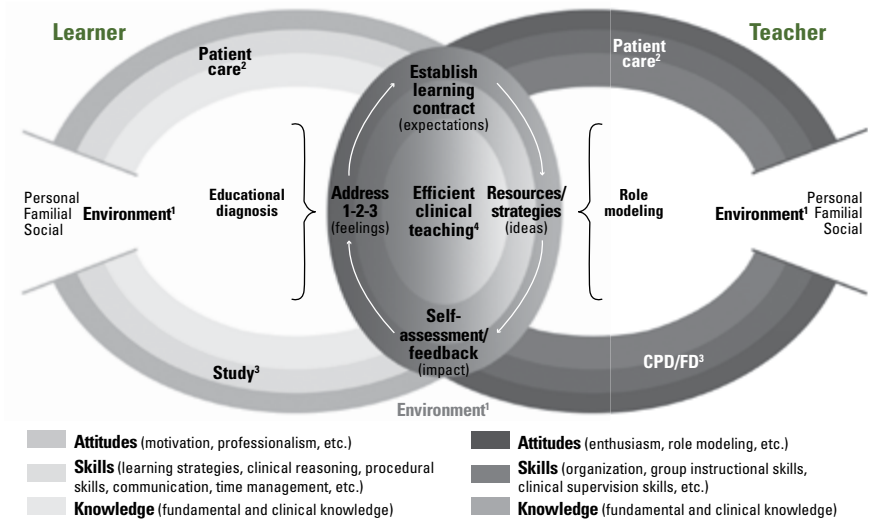 Learner
Teacher
Patient
care²
Patient
care²
Establish
learning
contract
(expectations)
Personal
Familial
Social
Environment¹
Educational
diagnosis
Address
1-2-3
(feelings)
Efficient
clinical
teaching⁴
Resources/
strategies
(ideas)
Role
modeling
Environment¹
Personal
Familial
Social
Self-
assessment/
feedback
(impact)
Study³
CPD/FD³
Environment¹
Attitudes (motivation, professionalism, etc.)
Skills (learning strategies, clinical reasoning, procedural
skills, communication, time management, etc.)
Knowledge (fundamental and clinical knowledge)
Attitudes (enthusiasm, role modeling, etc.)
Skills (organization, group instructional skills,
clinical supervision skills, etc.)
Knowledge (fundamental and clinical knowledge)